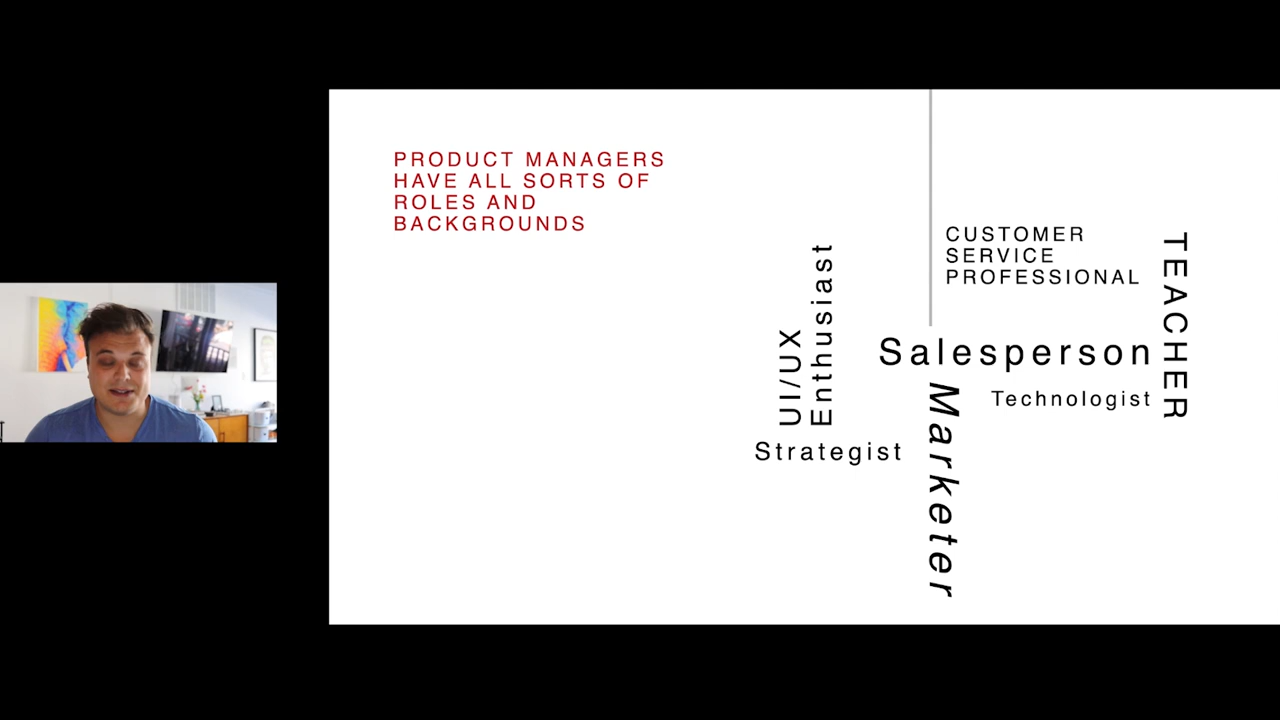 PRODUCT MANAGERS
HAVE ALL SORTS OF
ROLES AND
BACKGROUNDS
CUSTOMER
SERVICE
PROFESSIONAL
TEACHER
UI/UX
Enthusiast
Salesperson
Technologist
Marketer
Strategist